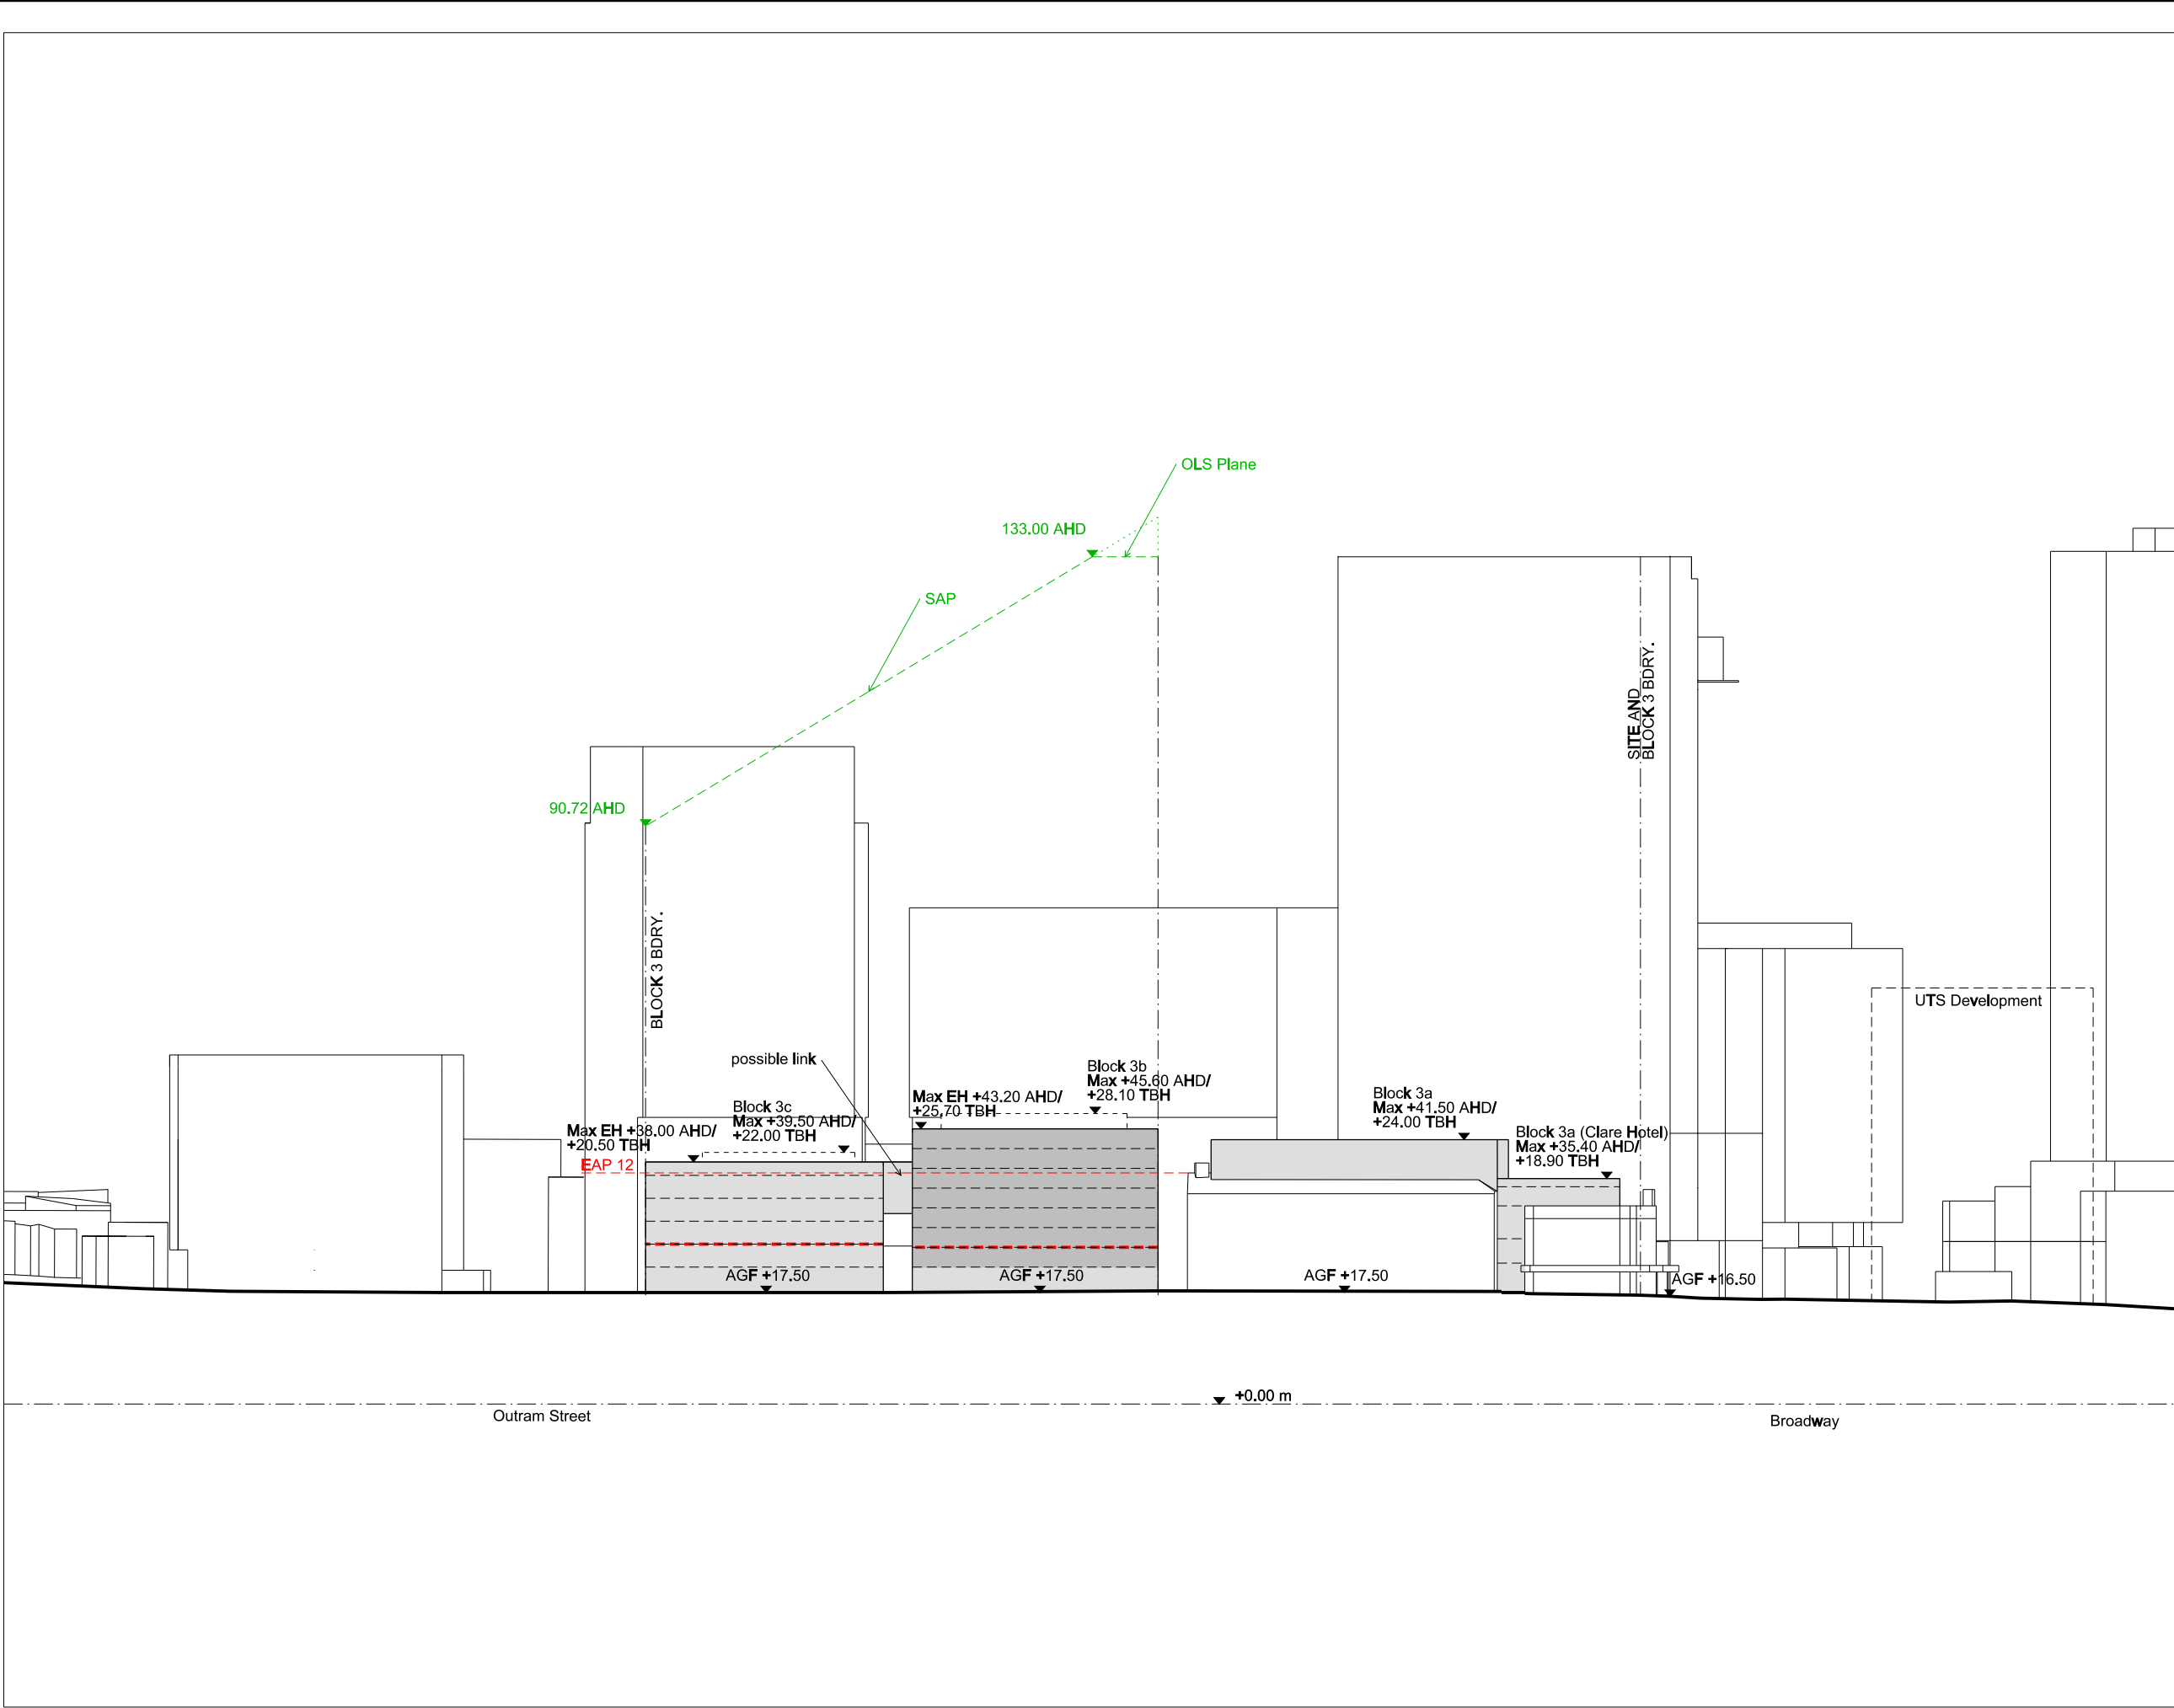 OLS Plane
133.00 AHD
SAP
SITE AND
BLOCK 3 BDRY.
90.72 AHD
BLOCK 3 BDRY.
UTS Development
possible link
Block 3b
Max +45.60 AHD/
+28.10 TBH
Max EH +43.20 AHD/
+25.70 TBH
Block 3a
Max +41.50 AHD/
+24.00 TBH
Block 3c
Max +39.50 AHD/
+22.00 TBH
Max EH +38.00 AHD/
+20.50 TBH
Block 3a (Clare Hotel)
Max +35.40 AHD/
+18.90 TBH
EAP 12
AGF +17.50
AGF +17.50
AGF +17.50
AGF +16.50
+0.00 m
Outram Street
Broadway